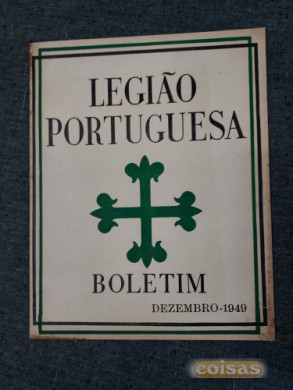 LEGIÃO
PORTUGUESA
BOLETIM
DEZEMBRO-1949
coisas